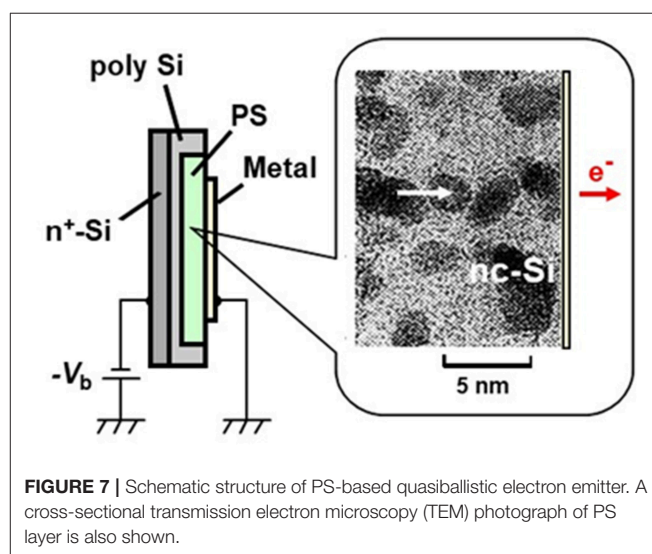 poly Si
PS
Metal
n⁺-Si
-Vb
e⁻
nc-Si
5 nm
FIGURE 7 | Schematic structure of PS-based quasiballistic electron emitter. A
cross-sectional transmission electron microscopy (TEM) photograph of PS
layer is also shown.